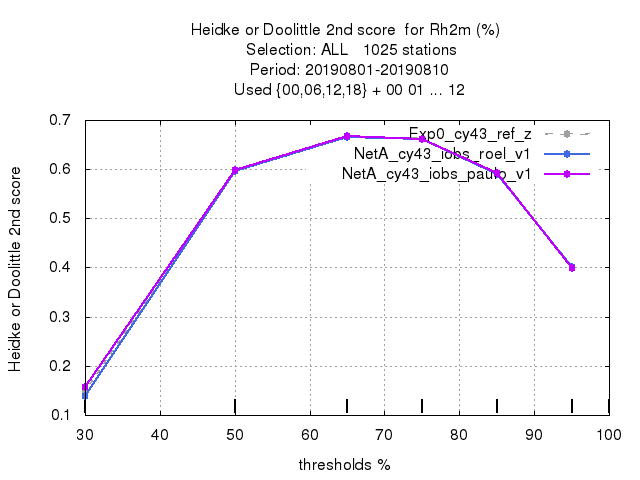 Heidke or Doolittle 2nd score  for Rh2m (%)
Selection: ALL   1025 stations
Period: 20190801-20190810
Used {00,06,12,18} + 00 01 ... 12
Heidke or Doolittle 2nd score
0.7
0.6
0.5
0.4
0.3
0.2
0.1
Exp0_cy43_ref_z
NetA_cy43_iobs_roel_v1
NetA_cy43_iobs_paulo_v1
30 40 50 60 70 80 90 100
thresholds %